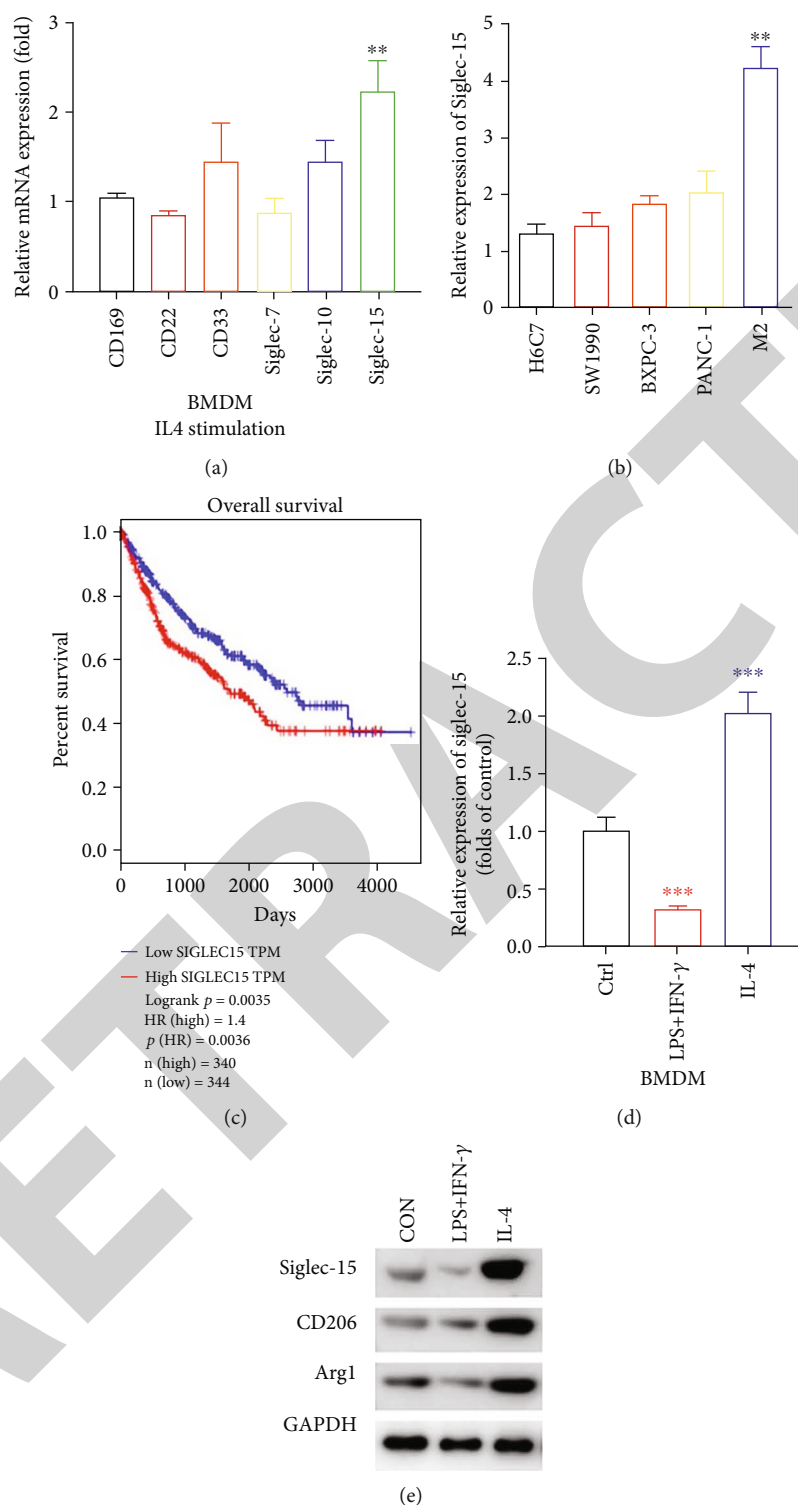 Relative mRNA expression (fold)
3
2
1
0
**
CD169
CD22
CD33
Siglec-7
Siglec-10
Siglec-15
BMDM
IL4 stimulation
(a)
Relative expression of Siglec-15
5
4
3
2
1
0
**
H6C7
SW1990
BXPC-3
PANC-1
M2
(b)
Overall survival
Percent survival
1.0
0.8
0.6
0.4
0.2
0.0
0
1000
2000
3000
4000
Days
Low SIGLEC15 TPM
High SIGLEC15 TPM
Logrank p = 0.0035
HR (high) = 1.4
p (HR) = 0.0036
n (high) = 340
n (low) = 344
(c)
Relative expression of siglec-15
(folds of control)
2.5
2.0
1.5
1.0
0.5
0.0
***
***
Ctrl
LPS+IFN-γ
IL-4
BMDM
(d)
CON
LPS+IFN-γ
IL-4
Siglec-15
CD206
Arg1
GAPDH
(e)